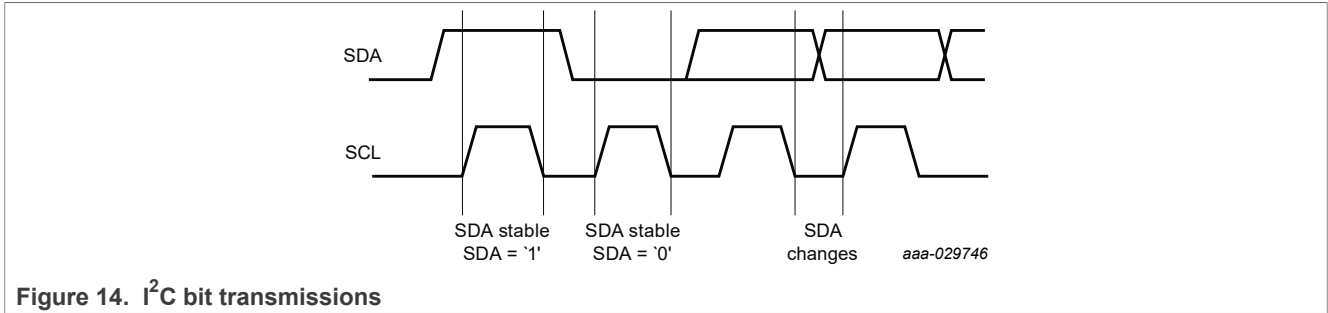 SDA
SCL
SDA stable
SDA = `1'
SDA stable
SDA = `0'
SDA
changes
aaa-029746
Figure 14. I²C bit transmissions